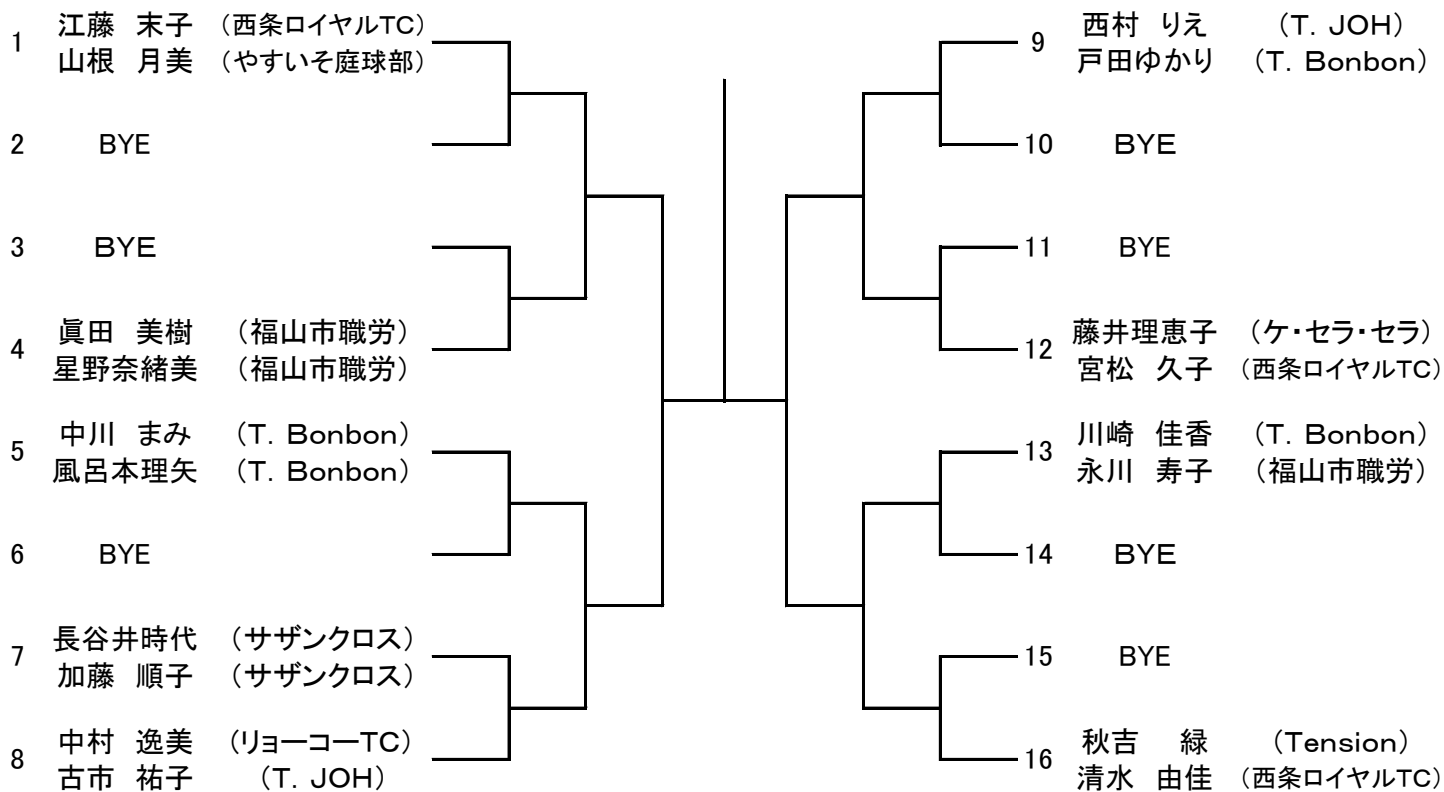 1 江藤　末子 （西条ロイヤルTC）
山根　月美 （やすいそ庭球部）
2 BYE
3 BYE
4 眞田　美樹 （福山市職労）
星野奈緒美 （福山市職労）
5 中川　まみ （T. Bonbon）
風呂本理矢 （T. Bonbon）
6 BYE
7 長谷井時代 （サザンクロス）
加藤　順子 （サザンクロス）
8 中村　逸美 （リョーコーTC）
古市　祐子 （T. JOH）
9 西村　りえ （T. JOH）
戸田ゆかり （T. Bonbon）
10 BYE
11 BYE
12 藤井理恵子 （ケ・セラ・セラ）
宮松　久子 （西条ロイヤルTC）
13 川崎　佳香 （T. Bonbon）
永川　寿子 （福山市職労）
14 BYE
15 BYE
16 秋吉　緑 （Tension）
清水　由佳 （西条ロイヤルTC）